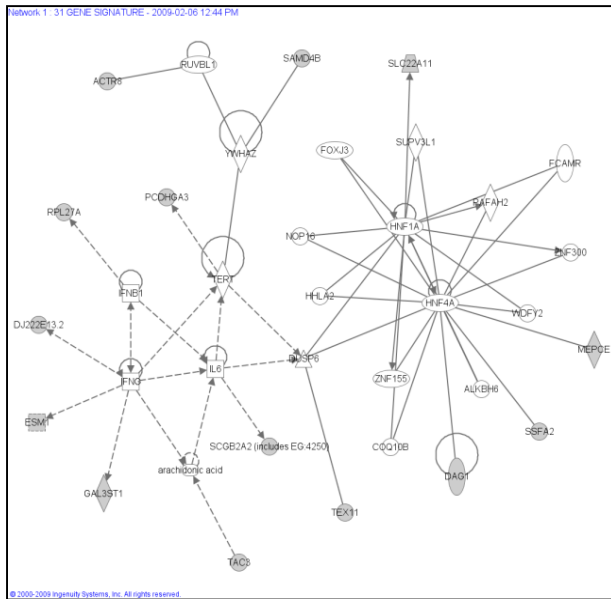 Network 1 : 31 GENE SIGNATURE - 2009-02-06 12:44 PM
RUVBL1
SAMD4B
SLC22A11
ACTR8
YWHAZ
FOXJ3
SUPV3L1
FCAMR
PCDHGA3
PAFAH2
RPL27A
NOP16
HNF1A
ZNF300
TERT
IFNB1
HHLA2
HNF4A
WDFY2
DJ222E13.2
DUSP6
MEPCE
IFNG
IL6
ZNF155
ALKBH6
ESM1
SCGB2A2 (includes EG:4250)
COQ10B
SSFA2
arachidonic acid
GAL3ST1
DAG1
TEX11
TAC3
© 2000-2009 Ingenuity Systems, Inc. All rights reserved.